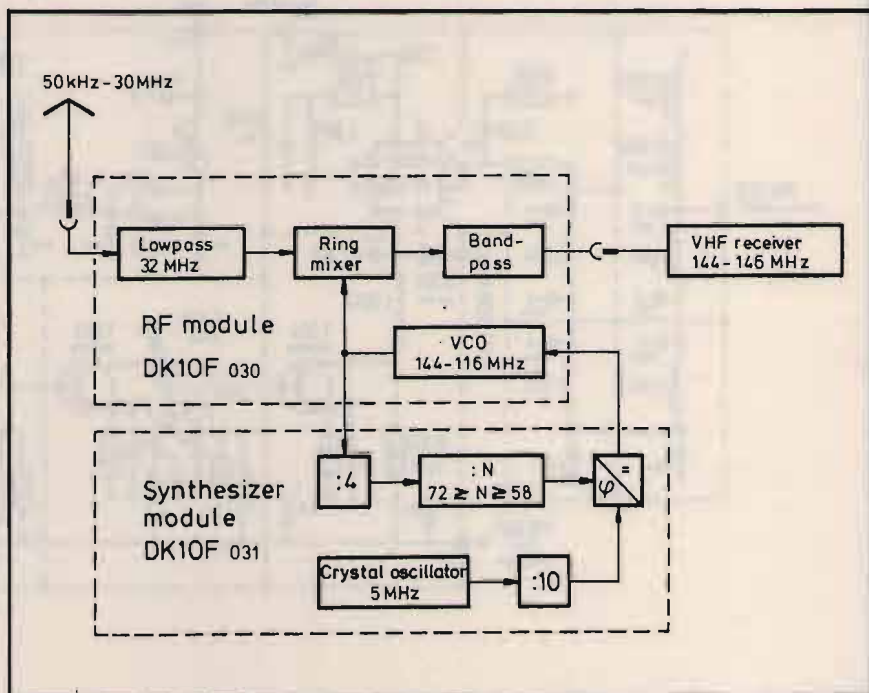 50kHz-30MHz
Lowpass
32 MHz
Ring
mixer
Band-
pass
VHF receiver
144-146 MHz
RF module
DK1OF 030
VCO
144-116 MHz
:4
:N
72 ≥ N ≥ 58
=
φ
Synthesizer
module
DK1OF 031
Crystal oscillator
5 MHz
:10